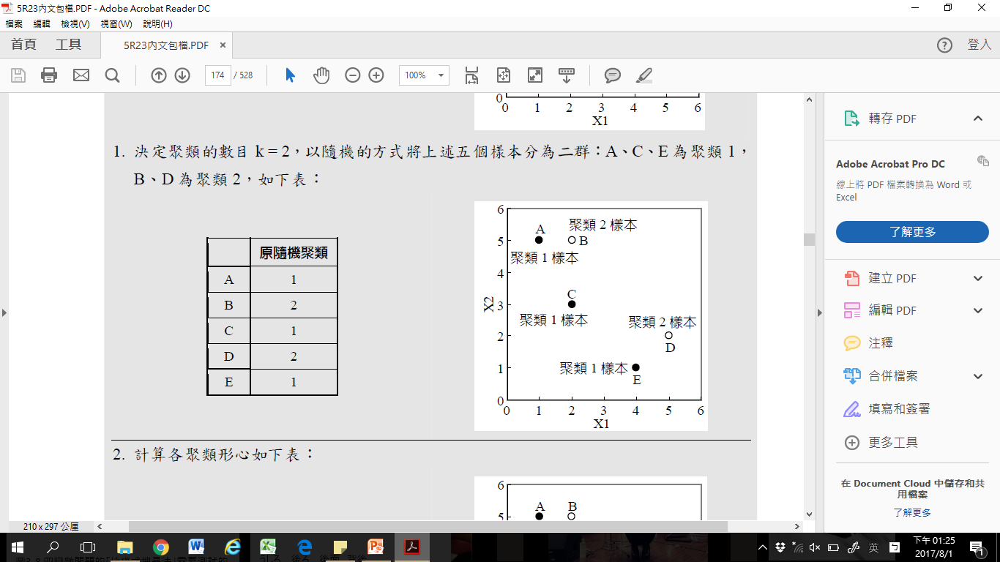 5R23內文包檔.PDF - Adobe Acrobat Reader DC
檔案 編輯 檢視(V) 視窗(W) 說明(H)
首頁 工具 5R23內文包檔.PDF × 登入
174 / 528 100%
0
0 1 2 3 4 5 6
X1
1. 決定聚類的數目 k = 2，以隨機的方式將上述五個樣本分為二群：A、C、E 為聚類 1，
B、D 為聚類 2，如下表：
原隨機聚類
A 1
B 2
C 1
D 2
E 1
6
A 聚類 2 樣本
5 B
聚類 1 樣本
4
C
X2 3
聚類 1 樣本 聚類 2 樣本
2
D
1 聚類 1 樣本
E
0
0 1 2 3 4 5 6
X1
2. 計算各聚類形心如下表：
6
A B
5
210 x 297 公厘
轉存 PDF
Adobe Acrobat Pro DC
線上將 PDF 檔案轉換為 Word 或
Excel
了解更多
建立 PDF
編輯 PDF
注釋
合併檔案
填寫和簽署
更多工具
在 Document Cloud 中儲存和共
用檔案
了解更多
英
下午 01:25
2017/8/1
1